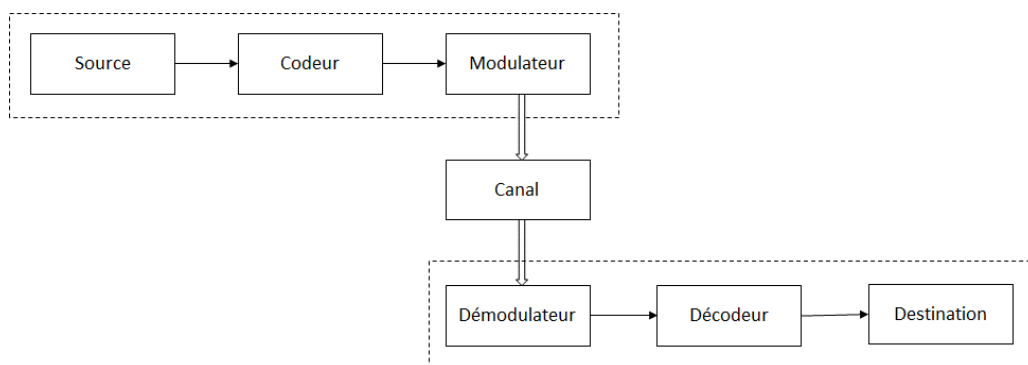 Source
Codeur
Modulateur
Canal
Démodulateur
Décodeur
Destination